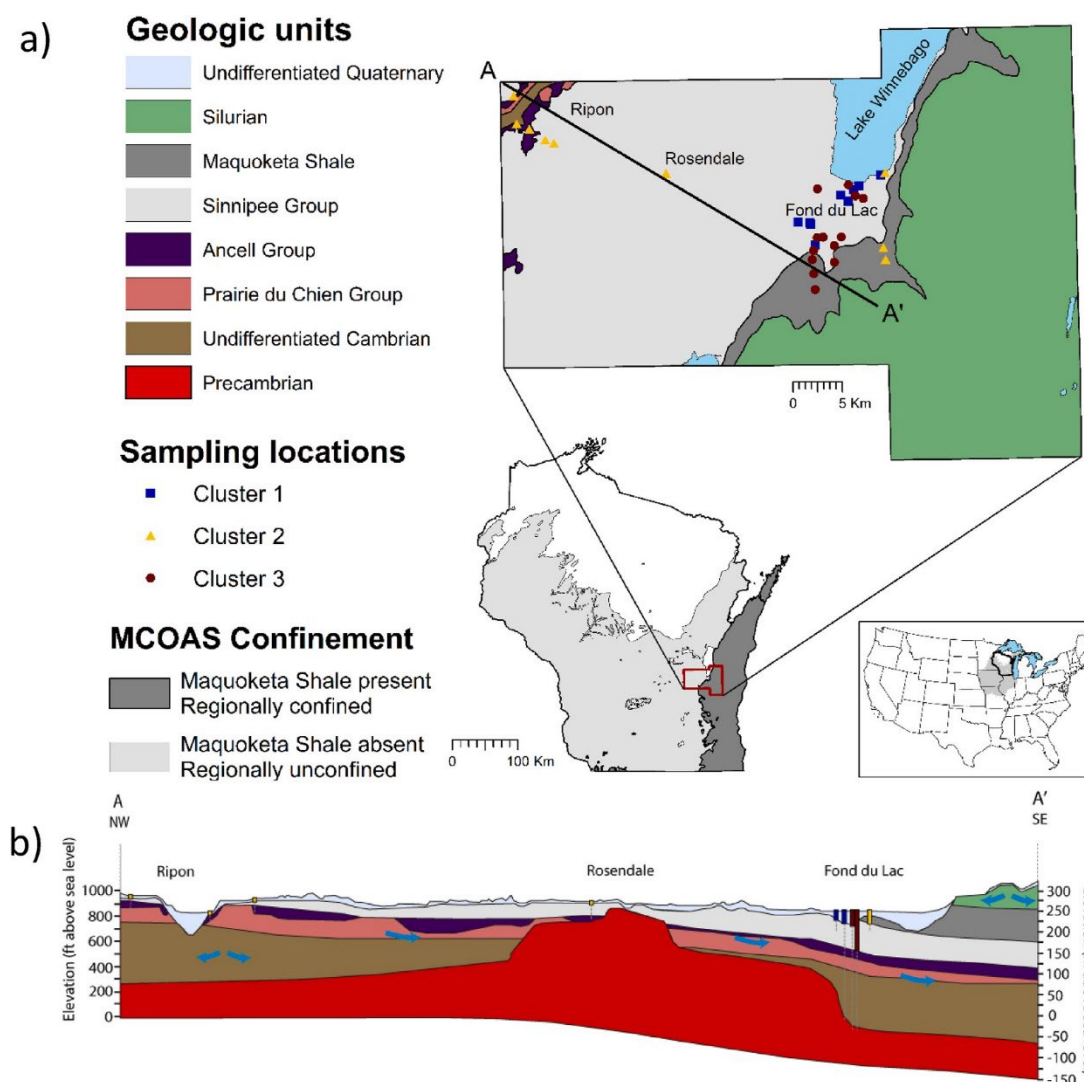 a)
Geologic units
Undifferentiated Quaternary
Silurian
Maquoketa Shale
Sinnipee Group
Ancell Group
Prairie du Chien Group
Undifferentiated Cambrian
Precambrian
Sampling locations
Cluster 1
Cluster 2
Cluster 3
MCOAS Confinement
Maquoketa Shale present
Regionally confined
Maquoketa Shale absent
Regionally unconfined
A
Ripon
Rosendale
Lake Winnebago
Fond du Lac
A'
0 5 Km
0 100 Km
b)
A
NW
A'
SE
Ripon
Rosendale
Fond du Lac
Elevation (ft above sea level)
1000
800
600
400
200
0
300
250
200
150
100
50
0
-50
-100
-150